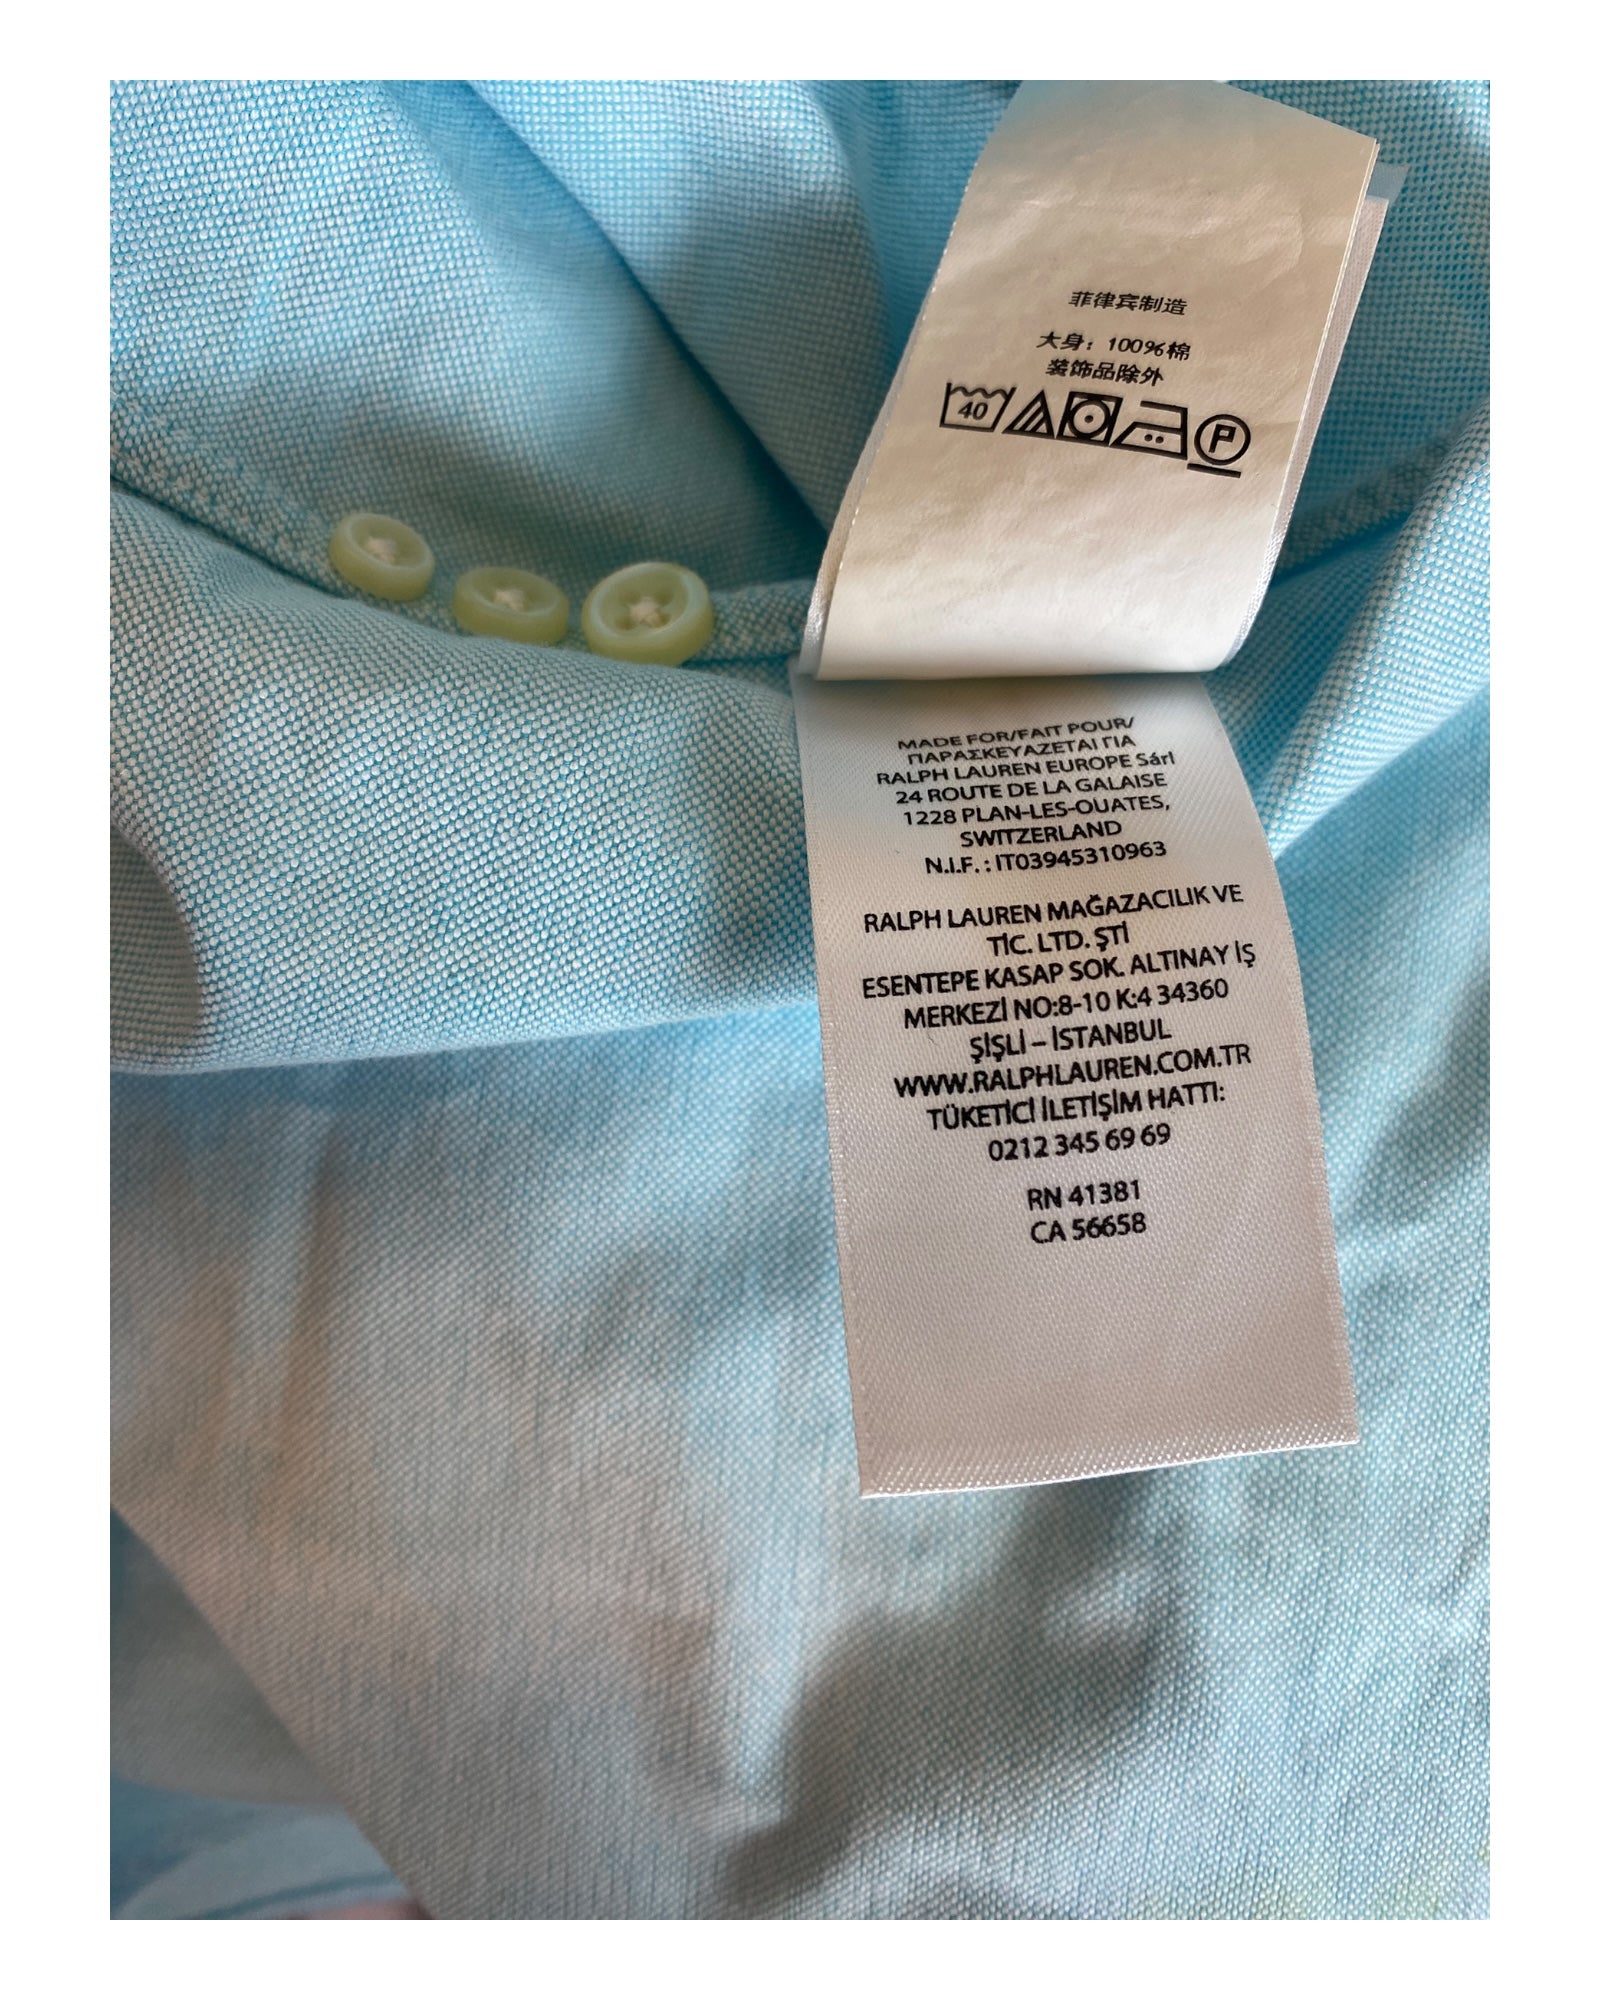 菲律宾制造
大身：100%棉
装饰品除外
40
P
MADE FOR/FAIT POUR/
ΠΑΡΑΣΚΕΥΑΖΕΤΑΙ ΓΙΑ
RALPH LAUREN EUROPE Sárl
24 ROUTE DE LA GALAISE
1228 PLAN-LES-OUATES,
SWITZERLAND
N.I.F. : IT03945310963
RALPH LAUREN MAĞAZACILIK VE
TİC. LTD. ŞTİ
ESENTEPE KASAP SOK. ALTINAY İŞ
MERKEZİ NO:8-10 K:4 34360
ŞİŞLİ – İSTANBUL
WWW.RALPHLAUREN.COM.TR
TÜKETİCİ İLETİŞİM HATTI:
0212 345 69 69
RN 41381
CA 56658